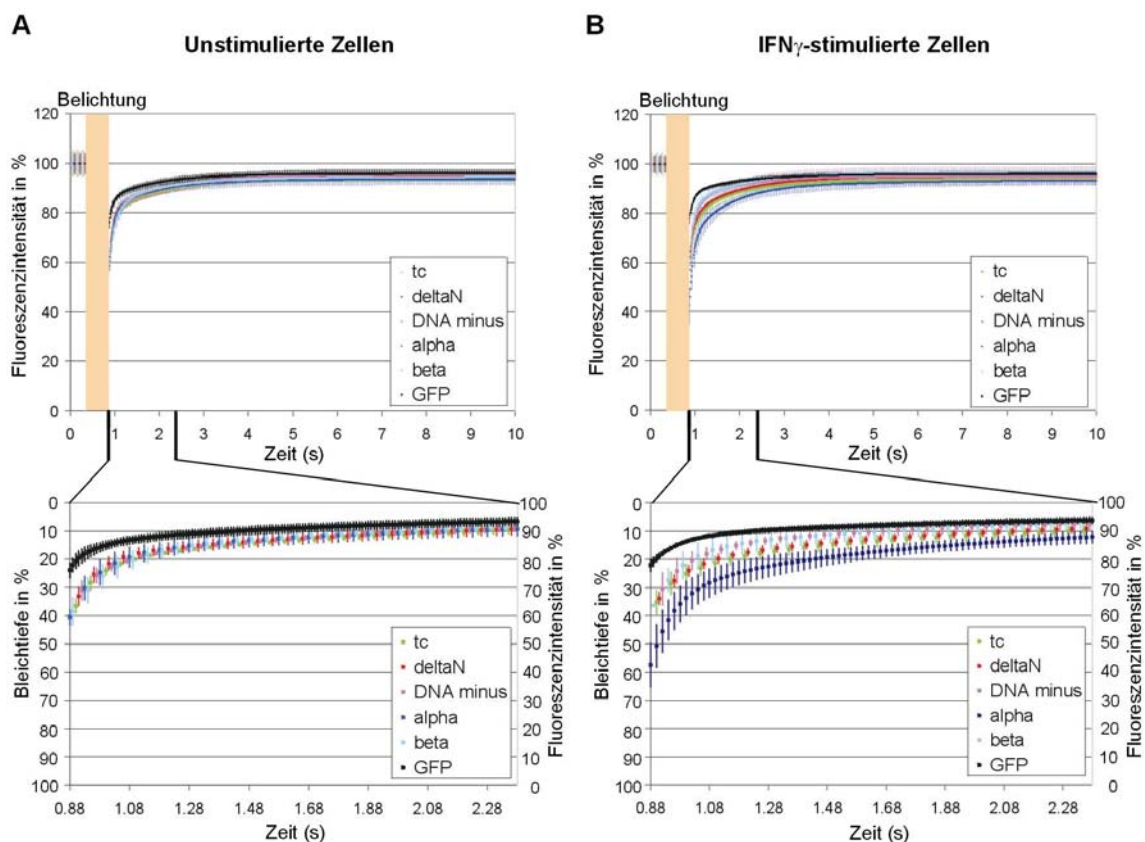 A
Unstimulierte Zellen
Belichtung
Fluoreszenzintensität in %
120
100
80
60
40
20
0
tc
deltaN
DNA minus
alpha
beta
GFP
0 1 2 3 4 5 6 7 8 9 10
Zeit (s)
Bleichtiefe in %
0
10
20
30
40
50
60
70
80
90
100
tc
deltaN
DNA minus
alpha
beta
GFP
100
90
80
70
60
50
40
30
20
10
0
Fluoreszenzintensität in %
0.88 1.08 1.28 1.48 1.68 1.88 2.08 2.28
Zeit (s)
B
IFNγ-stimulierte Zellen
Belichtung
Fluoreszenzintensität in %
120
100
80
60
40
20
0
tc
deltaN
DNA minus
alpha
beta
GFP
0 1 2 3 4 5 6 7 8 9 10
Zeit (s)
Bleichtiefe in %
0
10
20
30
40
50
60
70
80
90
100
tc
deltaN
DNA minus
alpha
beta
GFP
100
90
80
70
60
50
40
30
20
10
0
Fluoreszenzintensität in %
0.88 1.08 1.28 1.48 1.68 1.88 2.08 2.28
Zeit (s)